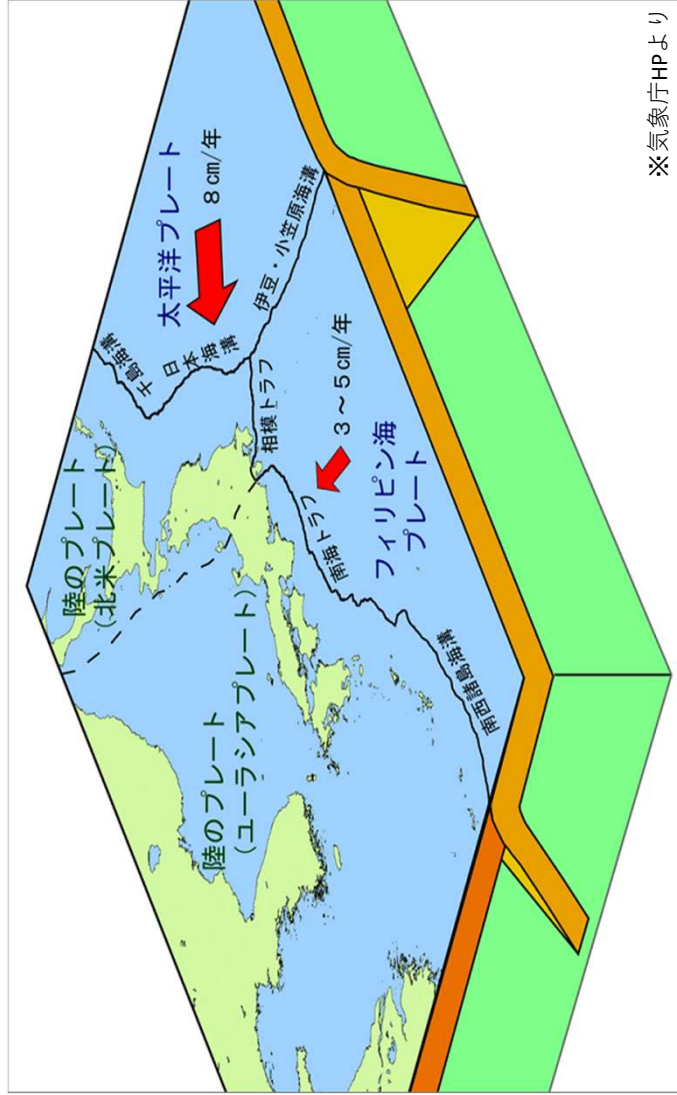 陸のプレート
（北米プレート）
千島海溝
日本海溝
太平洋プレート
8㎝/年
伊豆・小笠原海溝
相模トラフ
陸のプレート
（ユーラシアプレート）
南海トラフ
3～5㎝/年
フィリピン海
プレート
南西諸島海溝
※気象庁HPより